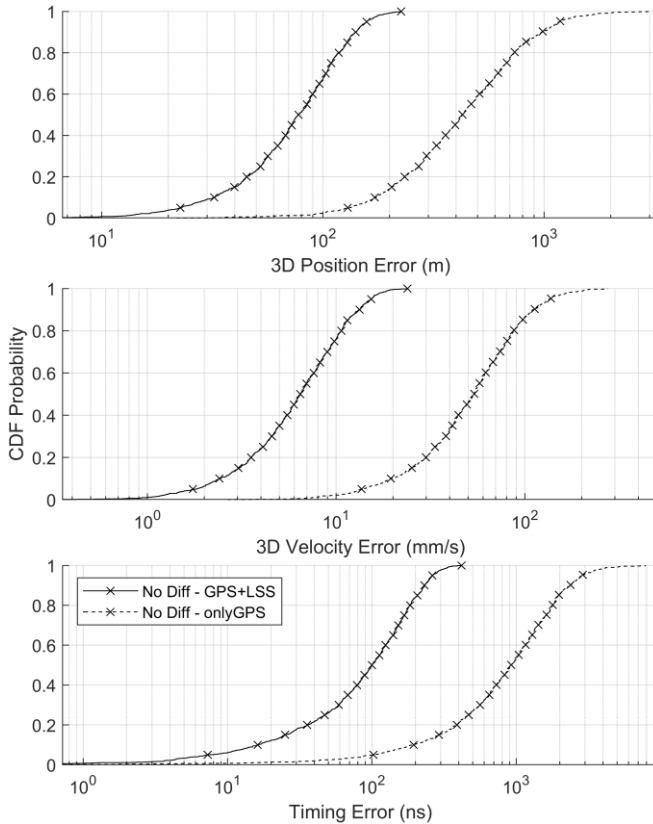 1
0.8
0.6
0.4
0.2
0
10¹ 10² 10³
3D Position Error (m)
1
0.8
0.6
0.4
0.2
0
10⁰ 10¹ 10²
3D Velocity Error (mm/s)
CDF Probability
1
0.8
0.6
0.4
0.2
0
No Diff - GPS+LSS
No Diff - onlyGPS
10⁰ 10¹ 10² 10³
Timing Error (ns)